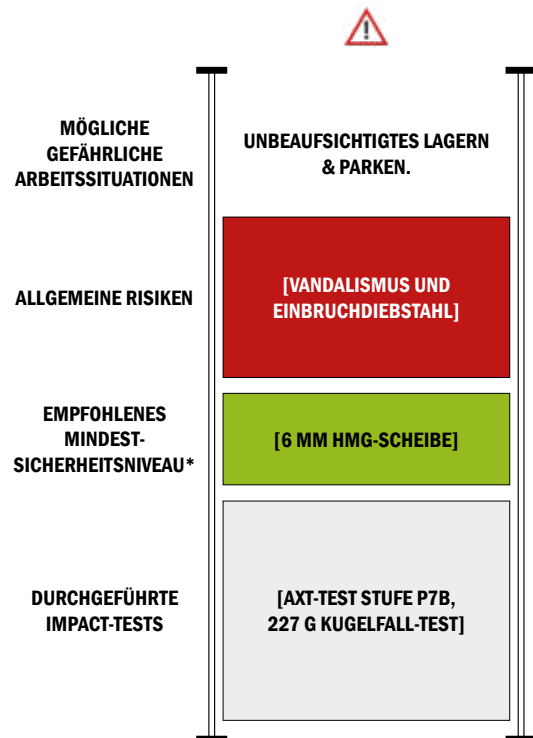 MÖGLICHE
GEFÄHRLICHE
ARBEITSSITUATIONEN
UNBEAUFSICHTIGTES LAGERN
& PARKEN.
ALLGEMEINE RISIKEN
[VANDALISMUS UND
EINBRUCHDIEBSTAHL]
EMPFOHLENES
MINDEST-
SICHERHEITSNIVEAU*
[6 MM HMG-SCHEIBE]
DURCHGEFÜHRTE
IMPACT-TESTS
[AXT-TEST STUFE P7B,
227 G KUGELFALL-TEST]